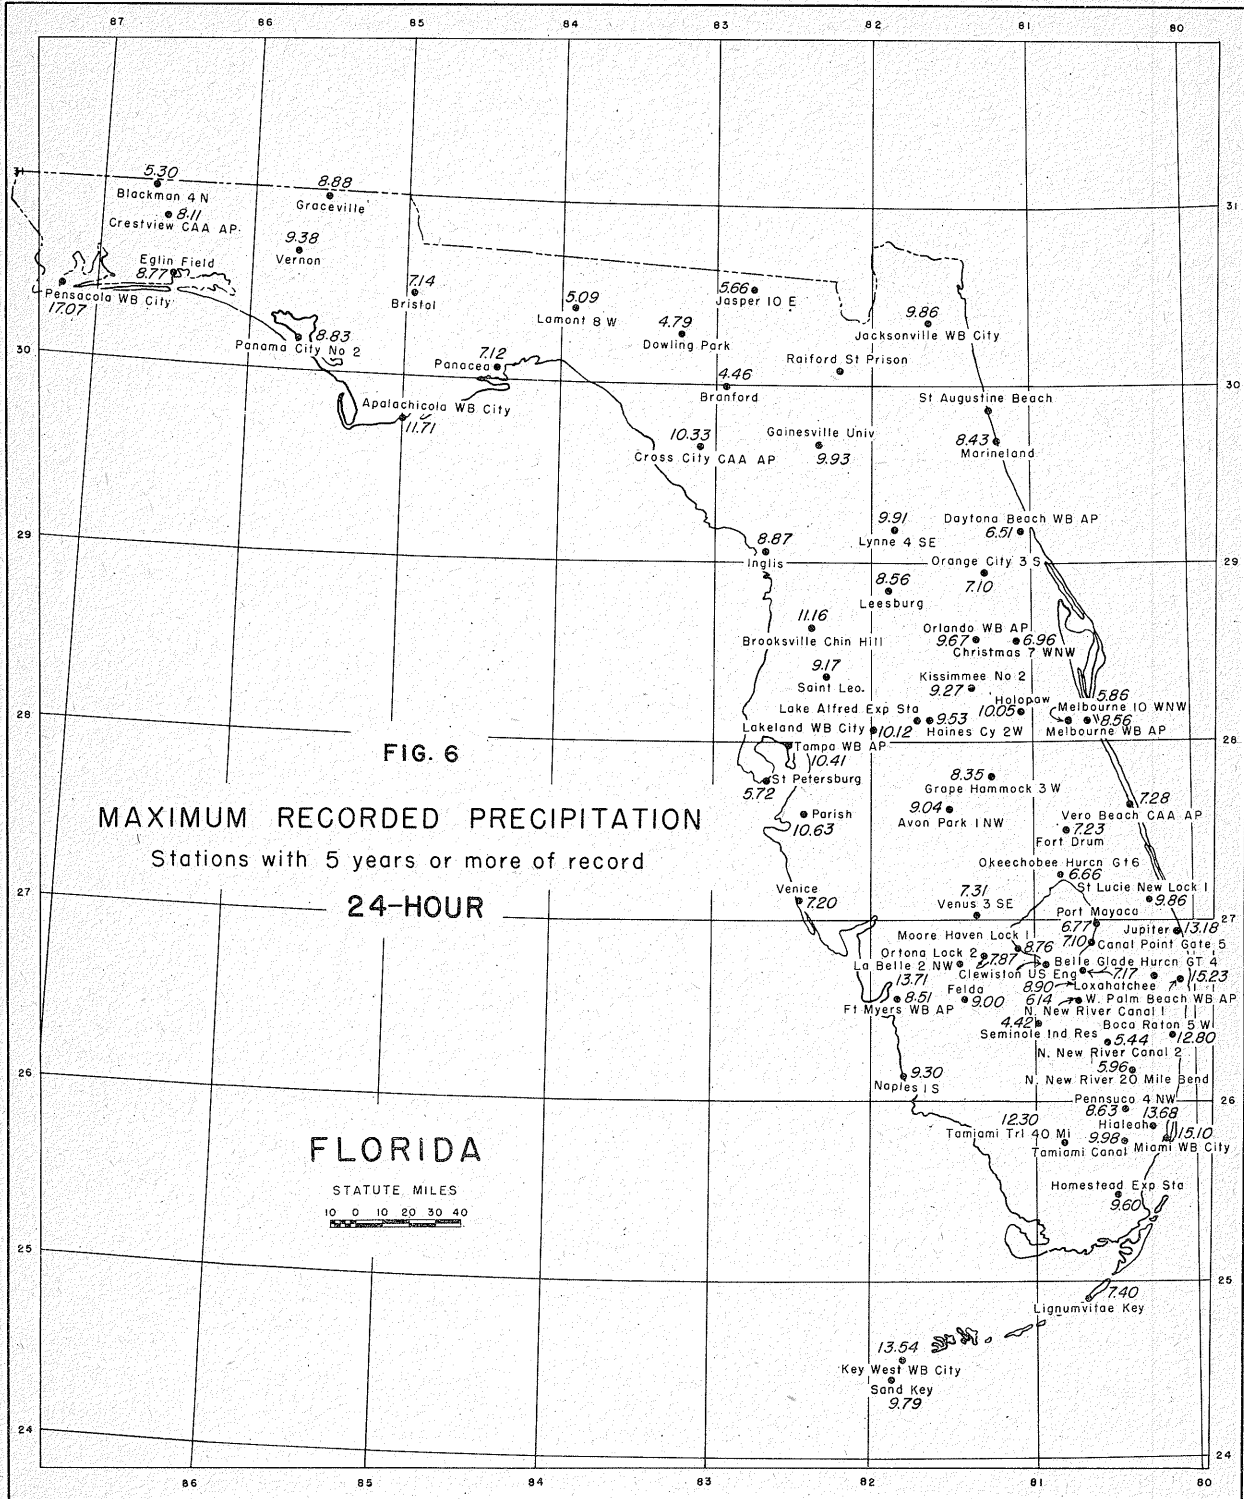 87 86 85 84 83 82 81 80
31
5.30
Blackman 4 N
8.11
Crestview CAA AP.
8.88
Graceville
31
9.38
Vernon
Eglin Field
8.77
Pensacola WB City
17.07
7.14
Bristol
5.09
Lamont 8 W
5.66
Jasper 10 E
4.79
Dowling Park
9.86
Jacksonville WB City
8.83
Panama City No 2
30
7.12
Panacea
Raiford St Prison
4.46
Branford
30
St Augustine Beach
Apalachicola WB City
11.71
10.33
Cross City CAA AP
Gainesville Univ
9.93
8.43
Marineland
29
9.91
Lynne 4 SE
Daytona Beach WB AP
6.51
8.87
Inglis
Orange City 3 S
7.10
29
8.56
Leesburg
11.16
Brooksville Chin Hill
Orlando WB AP
9.67
6.96
Christmas 7 WNW
9.17
Saint Leo.
Kissimmee No 2
9.27
Holopaw
10.05
5.86
Melbourne 10 WNW
8.56
Melbourne WB AP
Lake Alfred Exp Sta
9.53
Haines Cy 2W
Lakeland WB City
10.12
28
28
Tampa WB AP
10.41
St Petersburg
5.72
FIG. 6
8.35
Grape Hammock 3 W
MAXIMUM RECORDED PRECIPITATION
Stations with 5 years or more of record
24-HOUR
Parish
10.63
9.04
Avon Park 1 NW
7.28
Vero Beach CAA AP
7.23
Fort Drum
Okeechobee Hurcn Gt6
6.66
27
Venice
7.20
7.31
Venus 3 SE
St Lucie New Lock 1
9.86
27
Port Mayaca
6.77
Jupiter
13.18
7.10
Canal Point Gate 5
Moore Haven Lock 1
8.76
Ortona Lock 2
7.87
La Belle 2 NW
13.71
Belle Glade Hurcn GT 4
7.17
Clewiston US Eng
8.90
Loxahatchee
15.23
W. Palm Beach WB AP
8.51
Ft Myers WB AP
Felda
9.00
6.14
N. New River Canal 1
4.42
Seminole Ind Res
Boca Raton 5 W
12.80
5.44
N. New River Canal 2
26
9.30
Naples 1 S
5.96
N. New River 20 Mile Bend
26
Pennsuco 4 NW
8.63
13.68
Hialeah
12.30
Tamiami Trl 40 Mi
9.98
Tamiami Canal
15.10
Miami WB City
FLORIDA
STATUTE MILES
10 0 10 20 30 40
Homestead Exp Sta
9.60
25
25
7.40
Lignumvitae Key
13.54
Key West WB City
Sand Key
9.79
24
24
86 85 84 83 82 81 80